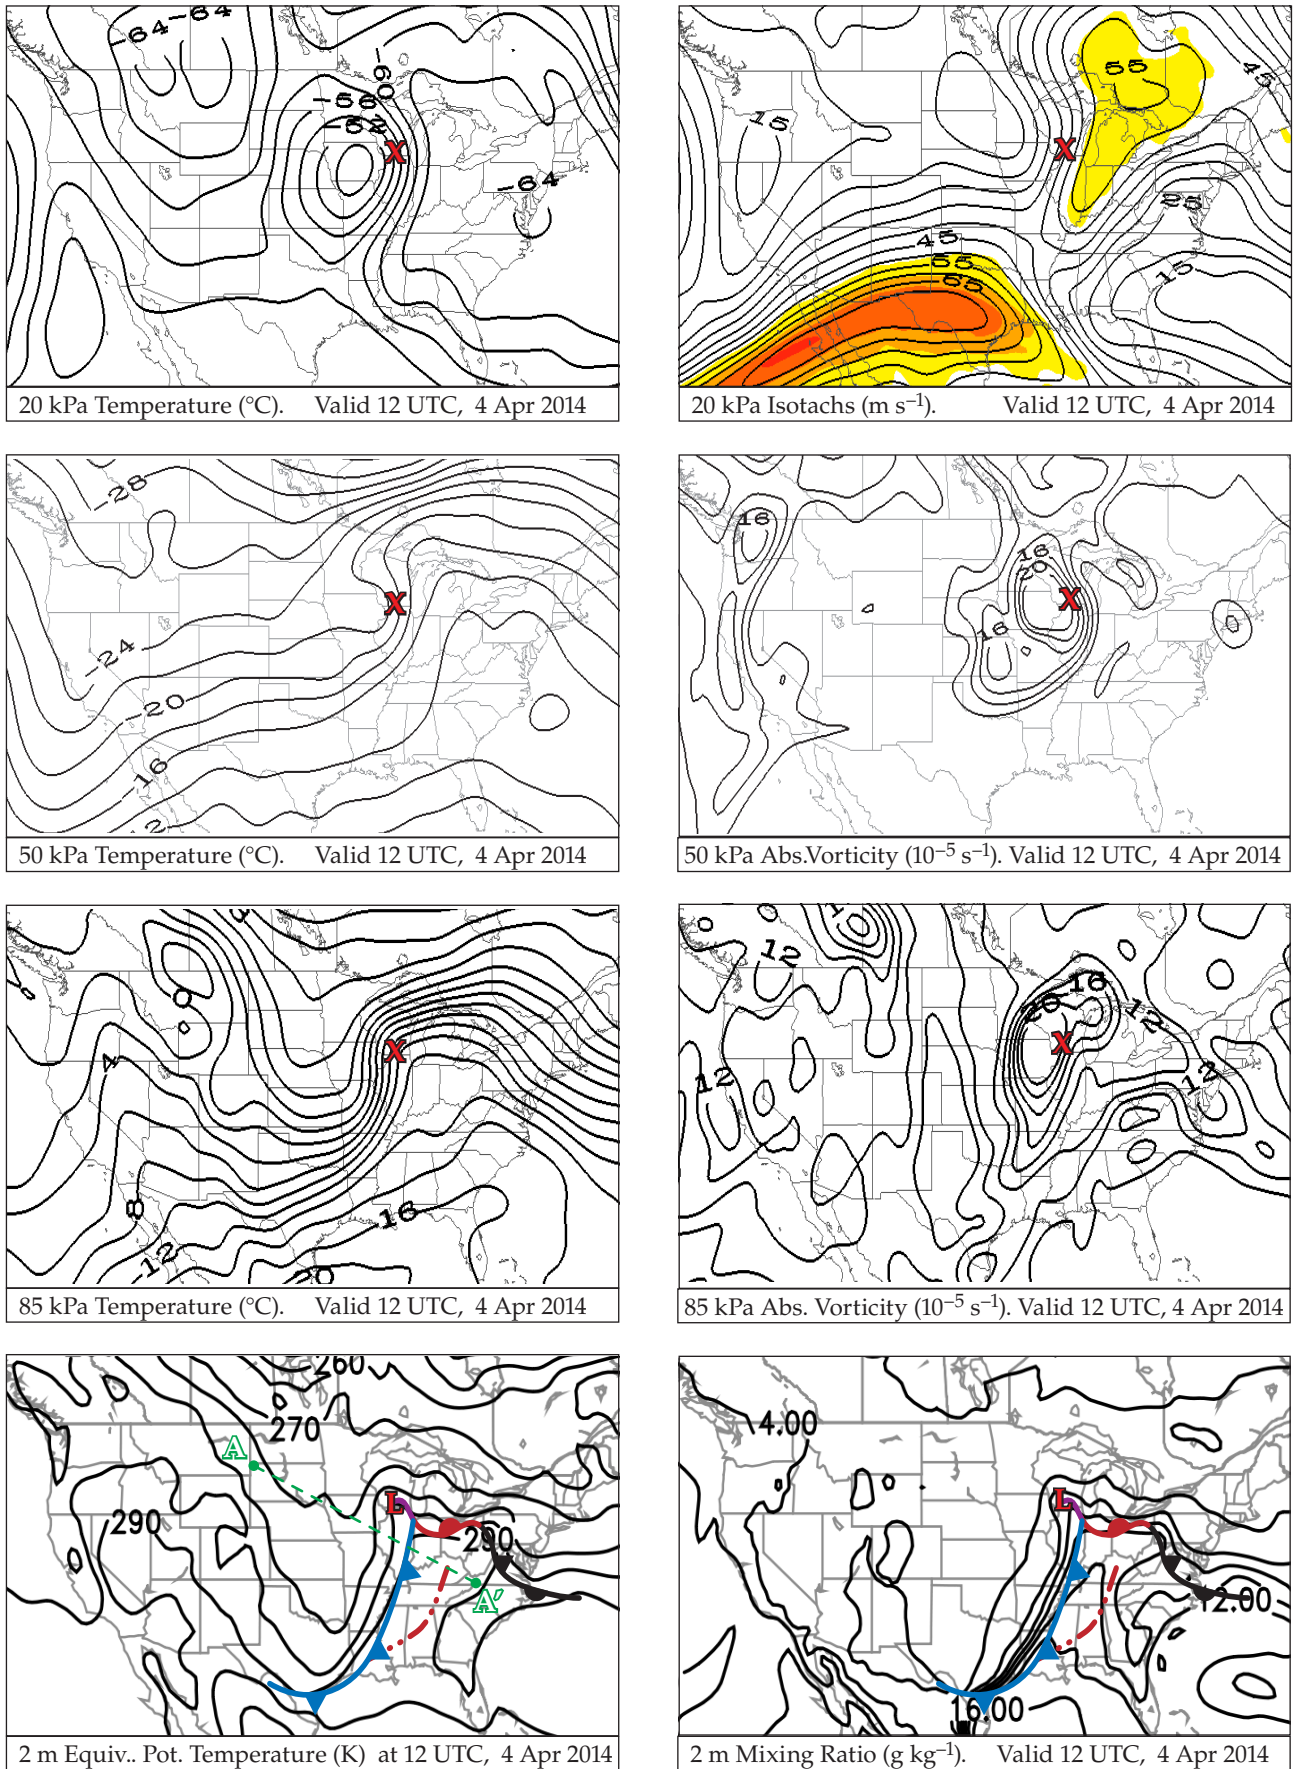 -64 -64
-60
-56
-52
X
-64
20 kPa Temperature (°C). Valid 12 UTC, 4 Apr 2014
55
45
15
X
25
45
55
65
15
20 kPa Isotachs (m s⁻¹). Valid 12 UTC, 4 Apr 2014
-28
X
-24
-20
-16
50 kPa Temperature (°C). Valid 12 UTC, 4 Apr 2014
16
16
20
X
16
50 kPa Abs.Vorticity (10⁻⁵ s⁻¹). Valid 12 UTC, 4 Apr 2014
0
X
4
8
16
12
20
85 kPa Temperature (°C). Valid 12 UTC, 4 Apr 2014
12
16
20
12
X
12
12
85 kPa Abs. Vorticity (10⁻⁵ s⁻¹). Valid 12 UTC, 4 Apr 2014
260
270
A
L
290
290
A'
2 m Equiv.. Pot. Temperature (K) at 12 UTC, 4 Apr 2014
4.00
L
12.00
16.00
2 m Mixing Ratio (g kg⁻¹). Valid 12 UTC, 4 Apr 2014